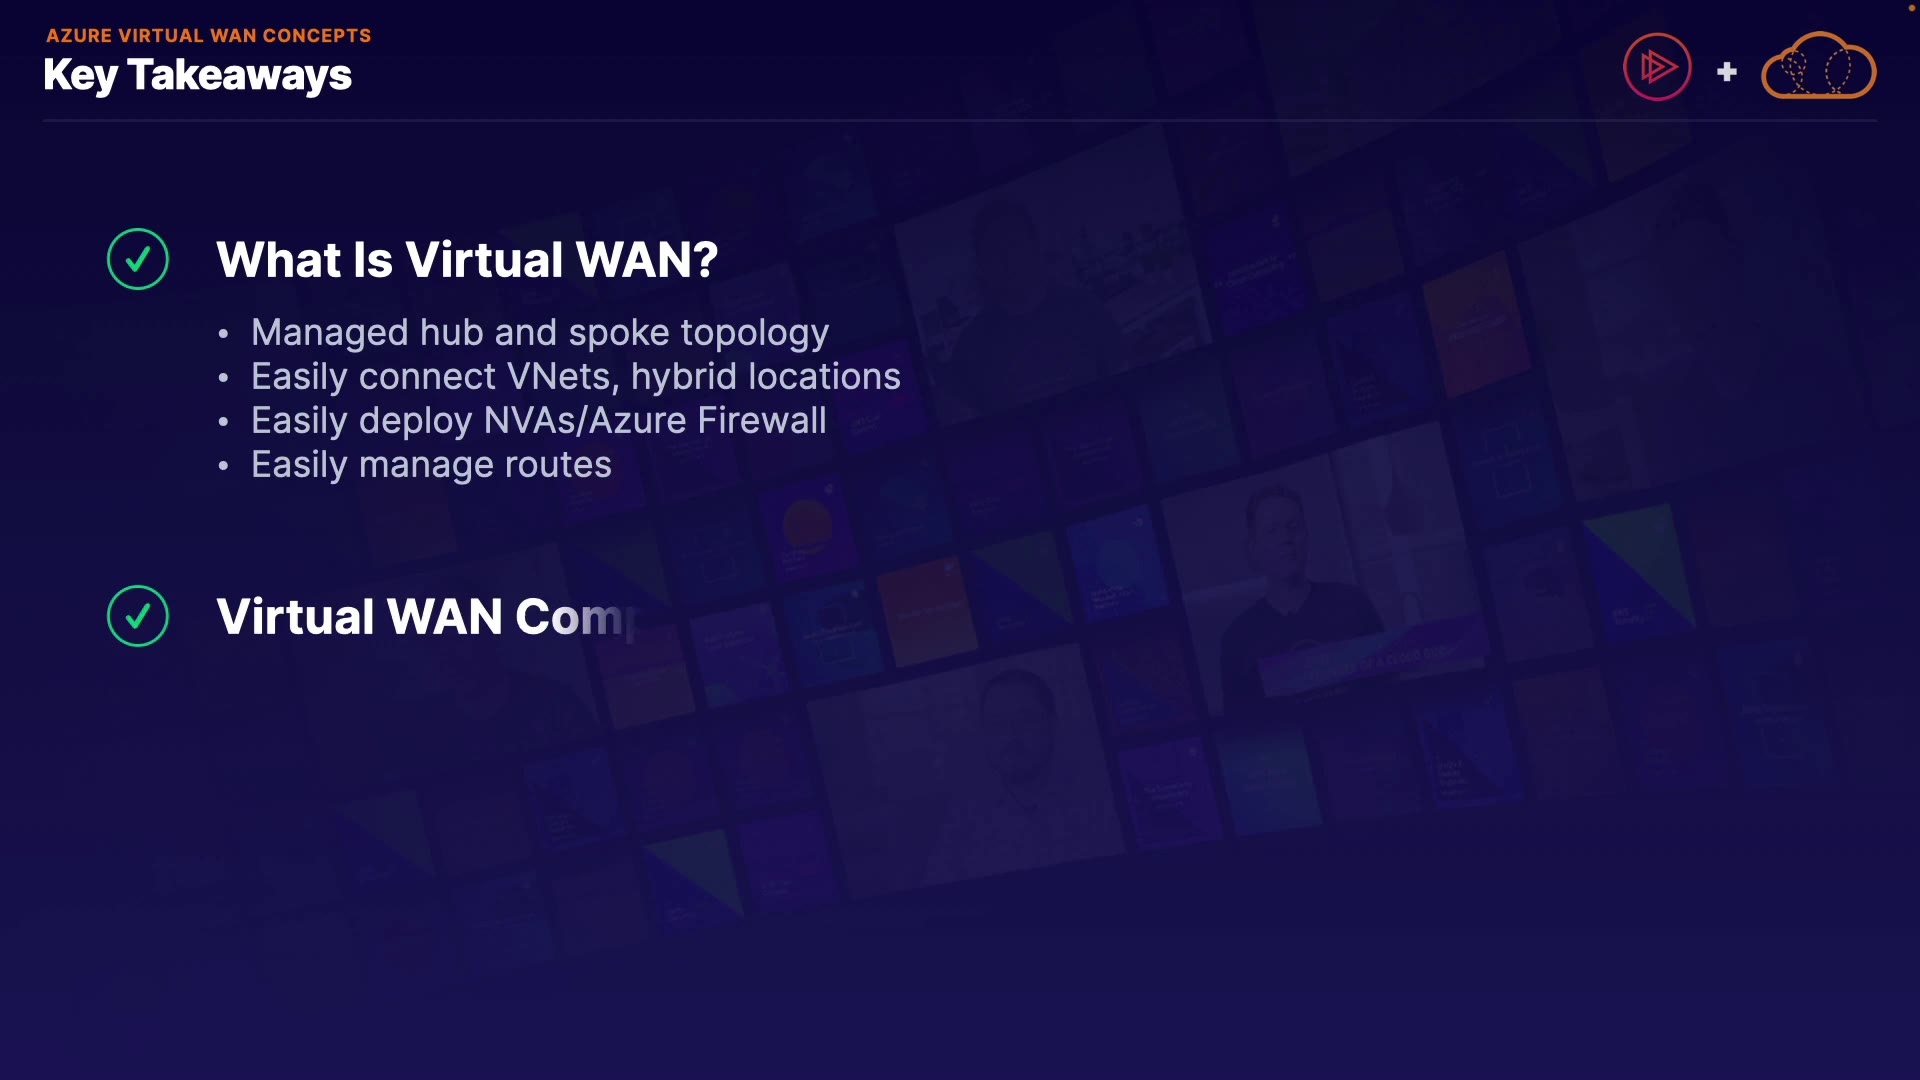 AZURE VIRTUAL WAN CONCEPTS
Key Takeaways
What Is Virtual WAN?
• Managed hub and spoke topology
• Easily connect VNets, hybrid locations
• Easily deploy NVAs/Azure Firewall
• Easily manage routes
Virtual WAN Comp